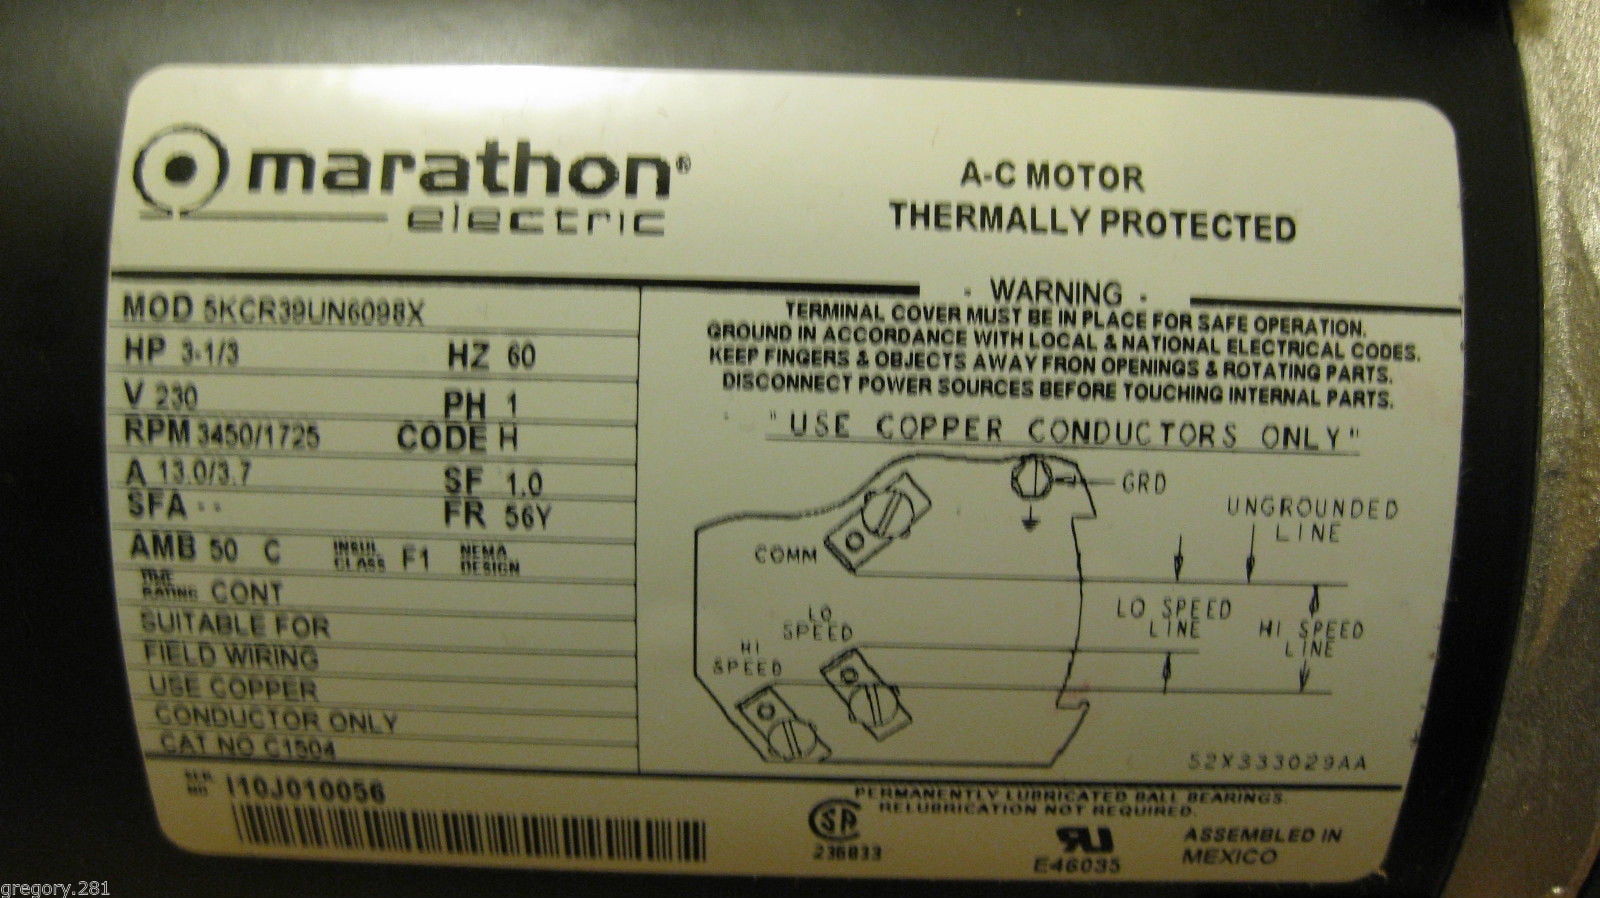 marathon®
electric
A-C MOTOR
THERMALLY PROTECTED
MOD 5KCR39UN6098X
HP 3-1/3 HZ 60
V 230 PH 1
RPM 3450/1725 CODE H
A 13.0/3.7 SF 1.0
SFA -- FR 56Y
AMB 50 C INSUL CLASS F1 NEMA DESIGN
TIME RATING CONT
SUITABLE FOR
FIELD WIRING
USE COPPER
CONDUCTOR ONLY
CAT NO C1504
- WARNING -
TERMINAL COVER MUST BE IN PLACE FOR SAFE OPERATION.
GROUND IN ACCORDANCE WITH LOCAL & NATIONAL ELECTRICAL CODES.
KEEP FINGERS & OBJECTS AWAY FRON OPENINGS & ROTATING PARTS.
DISCONNECT POWER SOURCES BEFORE TOUCHING INTERNAL PARTS.
"USE COPPER CONDUCTORS ONLY"
GRD
UNGROUNDED
LINE
COMM
LO
SPEED
HI
SPEED
LO SPEED
LINE
HI SPEED
LINE
52X333029AA
SER NO I10J010056
PERMANENTLY LUBRICATED BALL BEARINGS.
RELUBRICATION NOT REQUIRED.
236833
E46035
ASSEMBLED IN
MEXICO
gregory.281